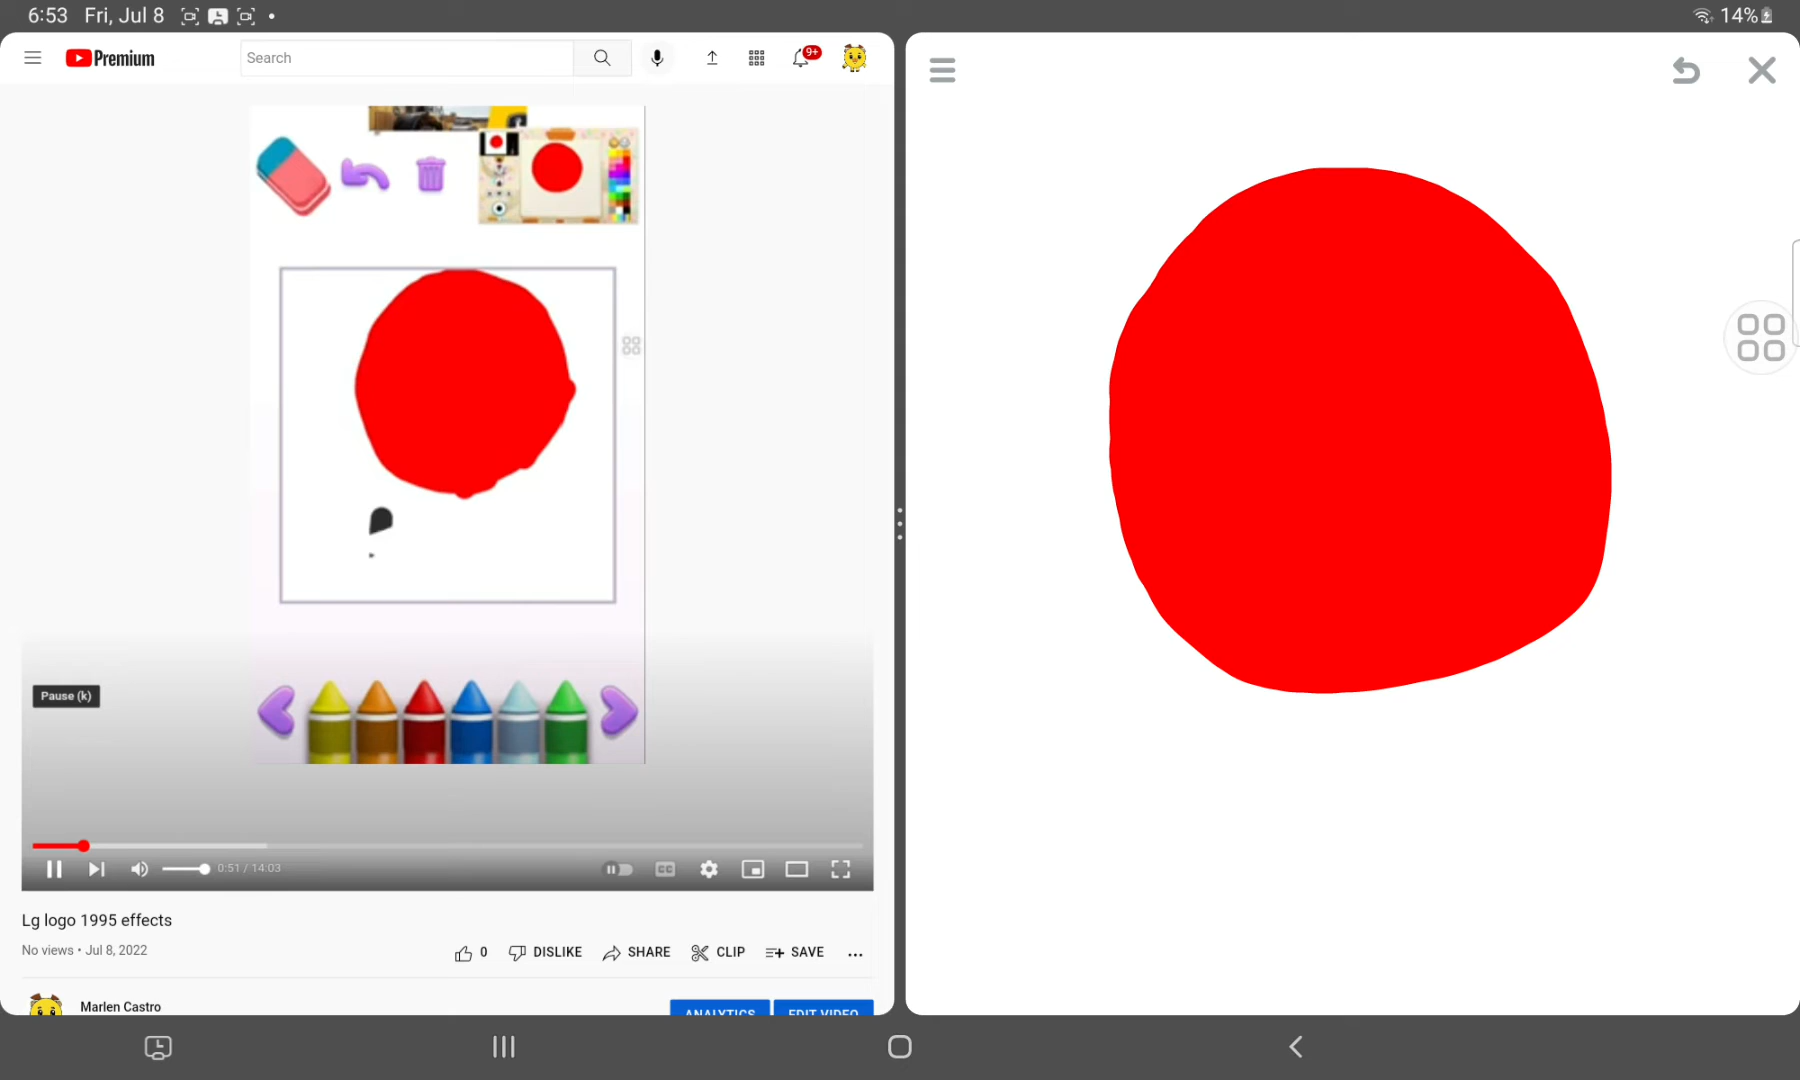 6:53 Fri, Jul 8
14%
Premium
Search
9+
Pause (k)
0:51 / 14:03
CC
Lg logo 1995 effects
No views • Jul 8, 2022
0 DISLIKE SHARE CLIP SAVE
Marlen Castro
ANALYTICS EDIT VIDEO